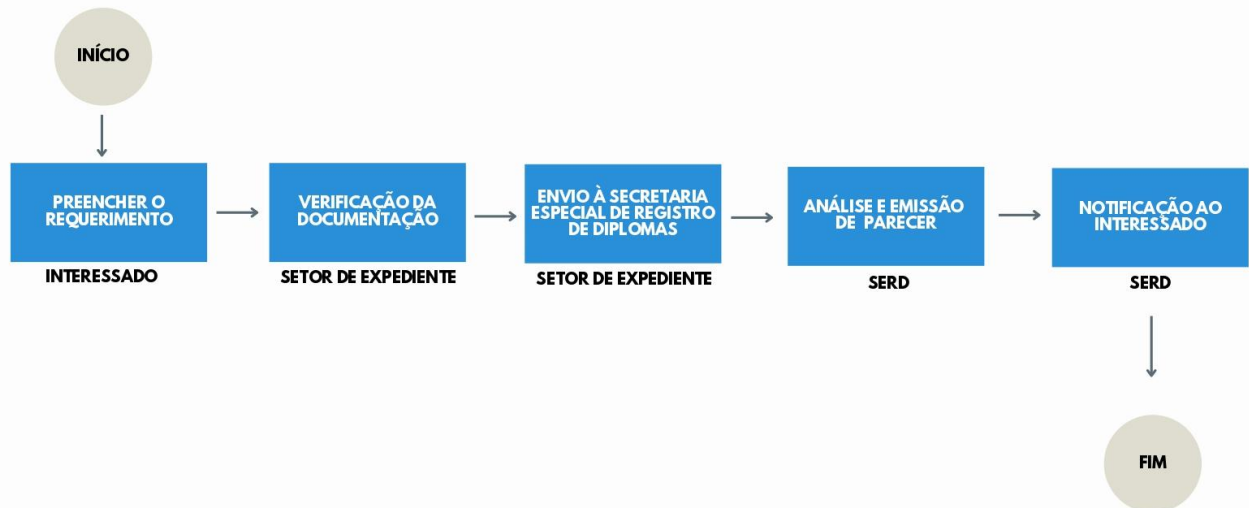 INÍCIO
PREENCHER O
REQUERIMENTO
INTERESSADO
VERIFICAÇÃO DA
DOCUMENTAÇÃO
SETOR DE EXPEDIENTE
ENVIO À SECRETARIA
ESPECIAL DE REGISTRO
DE DIPLOMAS
SETOR DE EXPEDIENTE
ANÁLISE E EMISSÃO
DE PARECER
SERD
NOTIFICAÇÃO AO
INTERESSADO
SERD
FIM